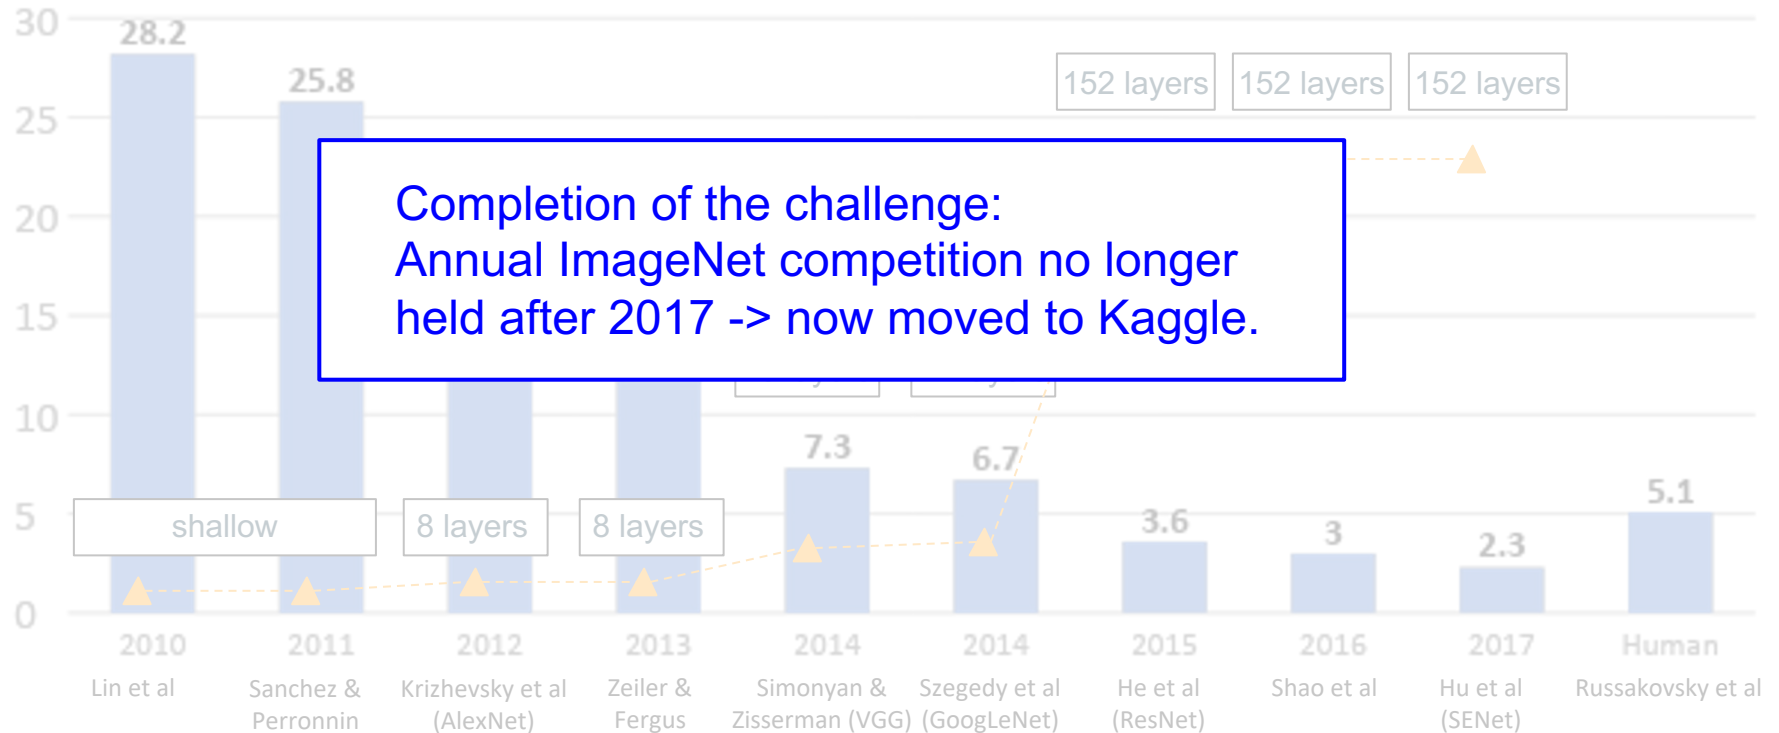 30
28.2
25.8
152 layers 152 layers 152 layers
25
Completion of the challenge:
Annual ImageNet competition no longer
held after 2017 -> now moved to Kaggle.
20
15
10
7.3
6.7
5
shallow
8 layers
8 layers
3.6
3
2.3
5.1
0
2010 2011 2012 2013 2014 2014 2015 2016 2017 Human
Lin et al
Sanchez &
Perronnin
Krizhevsky et al
(AlexNet)
Zeiler &
Fergus
Simonyan &
Zisserman (VGG)
Szegedy et al
(GoogLeNet)
He et al
(ResNet)
Shao et al
Hu et al
(SENet)
Russakovsky et al